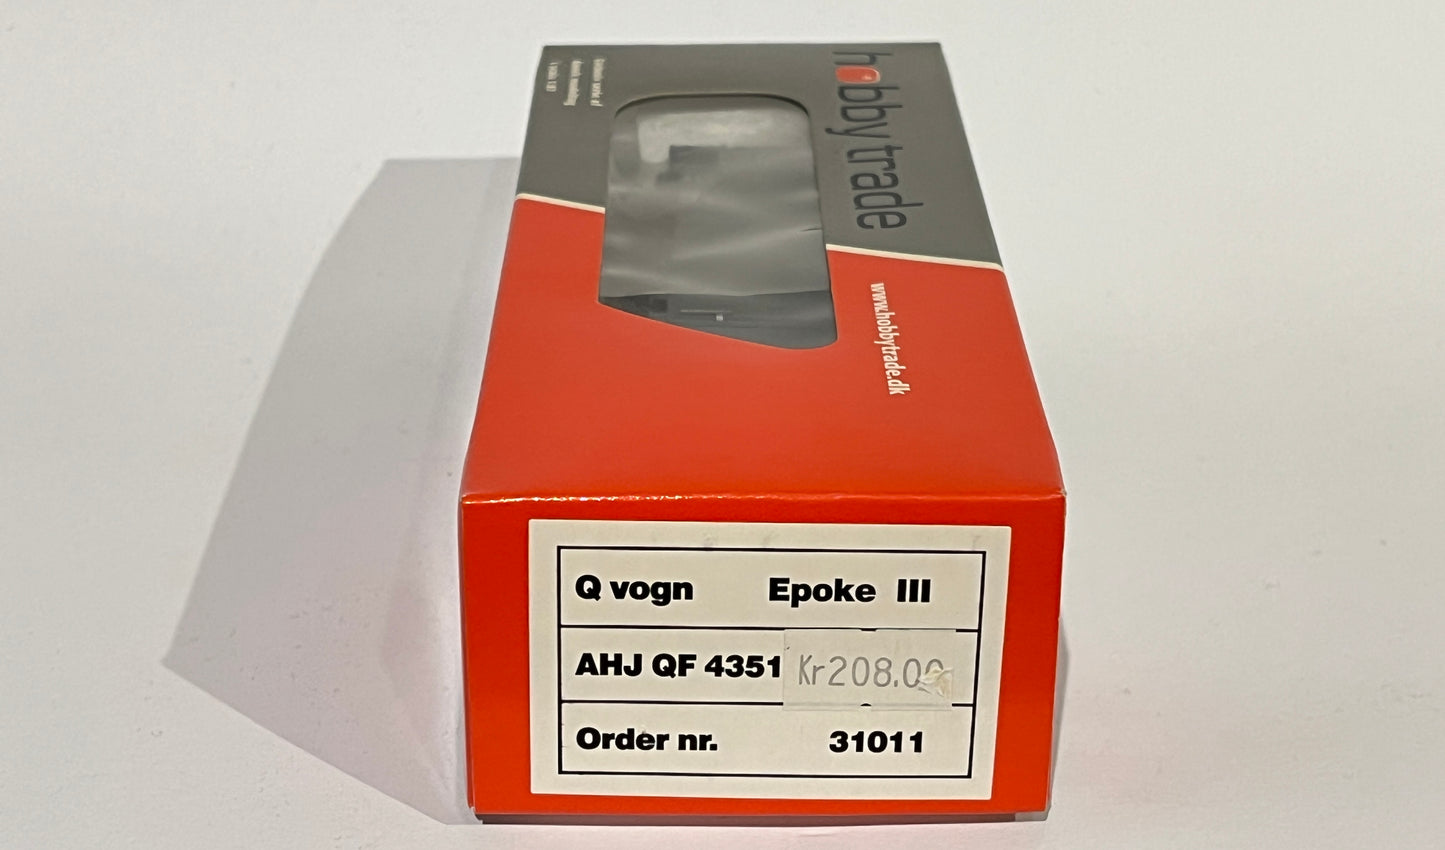 hobby trade
www.hobbytrade.dk
Q vogn Epoke III
AHJ QF 4351
Kr208.00
Order nr. 31011